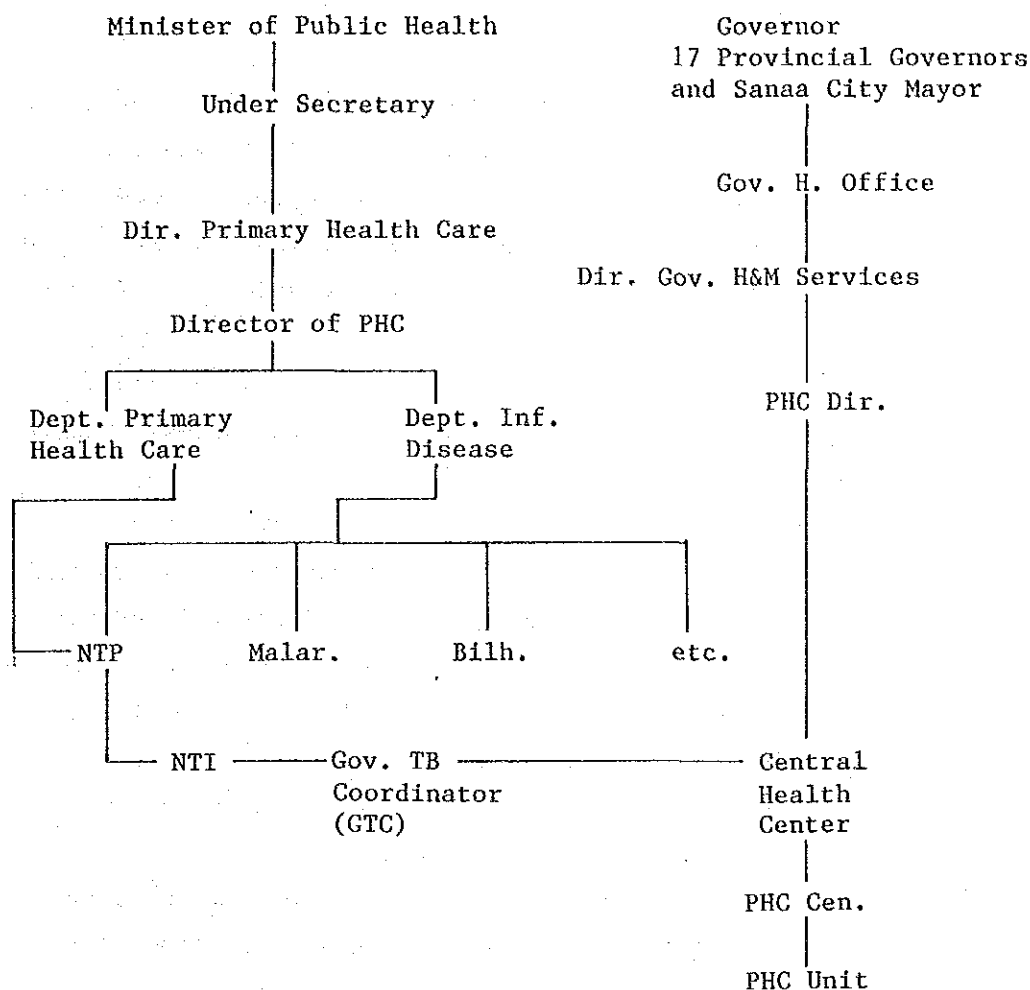 Minister of Public Health
Governor
17 Provincial Governors
and Sanaa City Mayor
Under Secretary
Gov. H. Office
Dir. Primary Health Care
Dir. Gov. H&M Services
Director of PHC
PHC Dir.
Dept. Primary
Health Care
Dept. Inf.
Disease
NTP
Malar.
Bilh.
etc.
NTI
Gov. TB
Coordinator
(GTC)
Central
Health
Center
PHC Cen.
PHC Unit